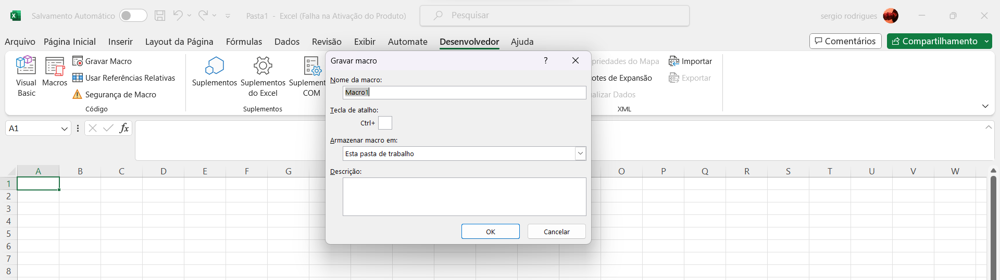 Salvamento Automático
Pasta1 - Excel (Falha na Ativação do Produto)
Pesquisar
sergio rodrigues
Arquivo Página Inicial Inserir Layout da Página Fórmulas Dados Revisão Exibir Automate Desenvolvedor Ajuda
Comentários
Compartilhamento
Visual
Basic
Macros
Gravar Macro
Usar Referências Relativas
Segurança de Macro
Código
Suplementos
Suplementos
do Excel
COM
Suplementos
Gravar macro
?
Nome da macro:
Macro1
Tecla de atalho:
Ctrl+
Armazenar macro em:
Esta pasta de trabalho
Descrição:
OK
Cancelar
do Mapa
de Expansão
Dados
Importar
Exportar
XML
A1
fx
A B C D E F G O P Q R S T U V W
1
2
3
4
5
6
7
8